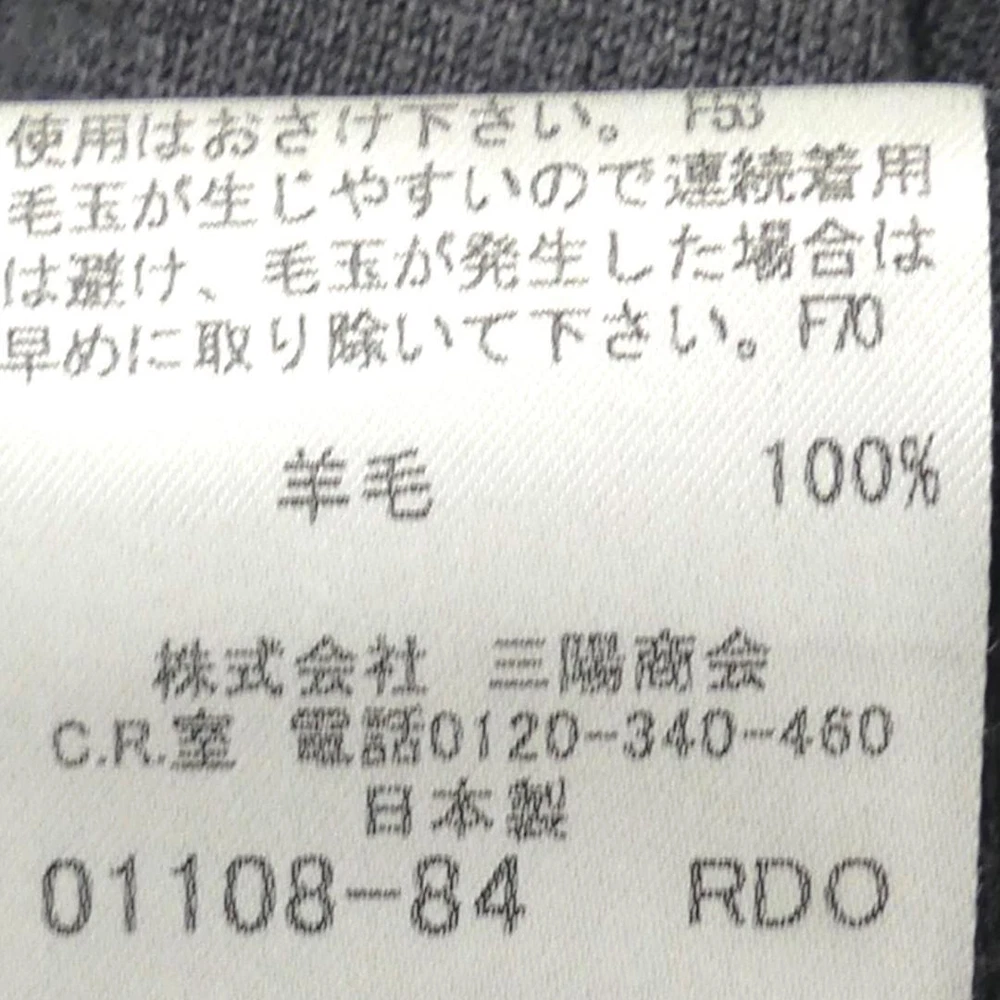 使用はおさけ下さい。 F53
毛玉が生じやすいので連続着用
は避け、毛玉が発生した場合は
早めに取り除いて下さい。F70
羊毛 100%
株式会社 三陽商会
C.R.室 電話0120-340-460
日本製
01108-84 RDO